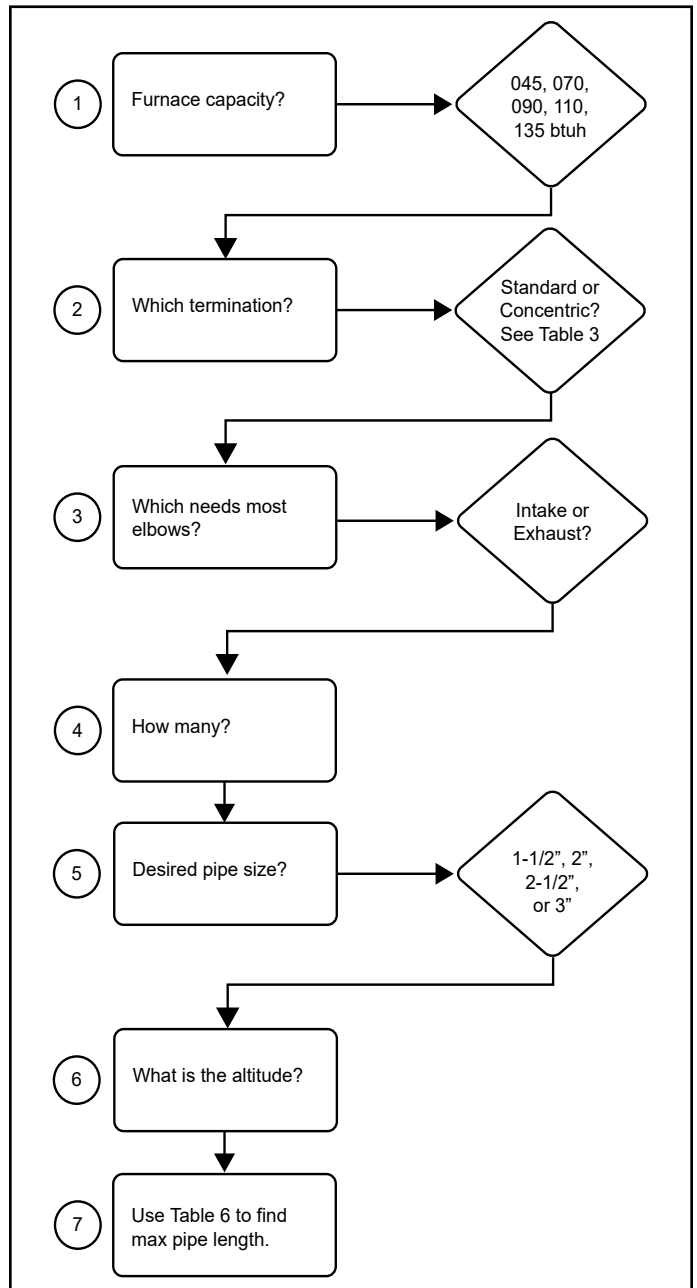 1
Furnace capacity?
045, 070,
090, 110,
135 btuh
2
Which termination?
Standard or
Concentric?
See Table 3
3
Which needs most
elbows?
Intake or
Exhaust?
4
How many?
5
Desired pipe size?
1-1/2”, 2”,
2-1/2”,
or 3”
6
What is the altitude?
7
Use Table 6 to find
max pipe length.